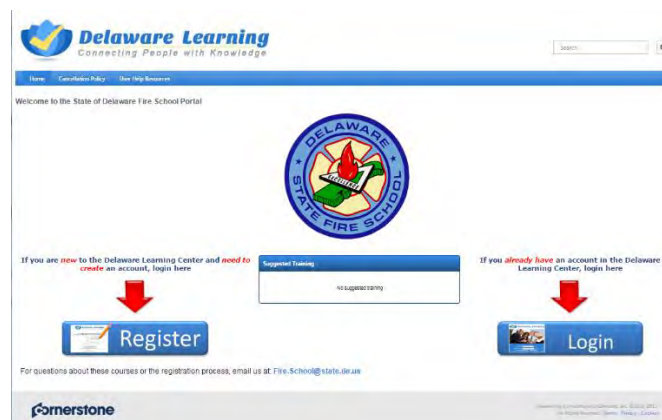 Delaware Learning
Connecting People with Knowledge
Search
Home Cancellation Policy User Help Resources
Welcome to the State of Delaware Fire School Portal
DELAWARE
STATE FIRE SCHOOL
If you are new to the Delaware Learning Center and need to
create an account, login here
Suggested Training
No suggested training
If you already have an account in the Delaware
Learning Center, login here
Register
Login
For questions about these courses or the registration process, email us at: Fire.School@state.de.us
cornerstone